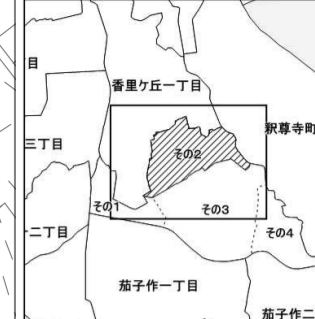 目
香里ケ丘一丁目
釈尊寺町
三丁目
その2
その1
その3
二丁目
その4
茄子作一丁目
茄子作二